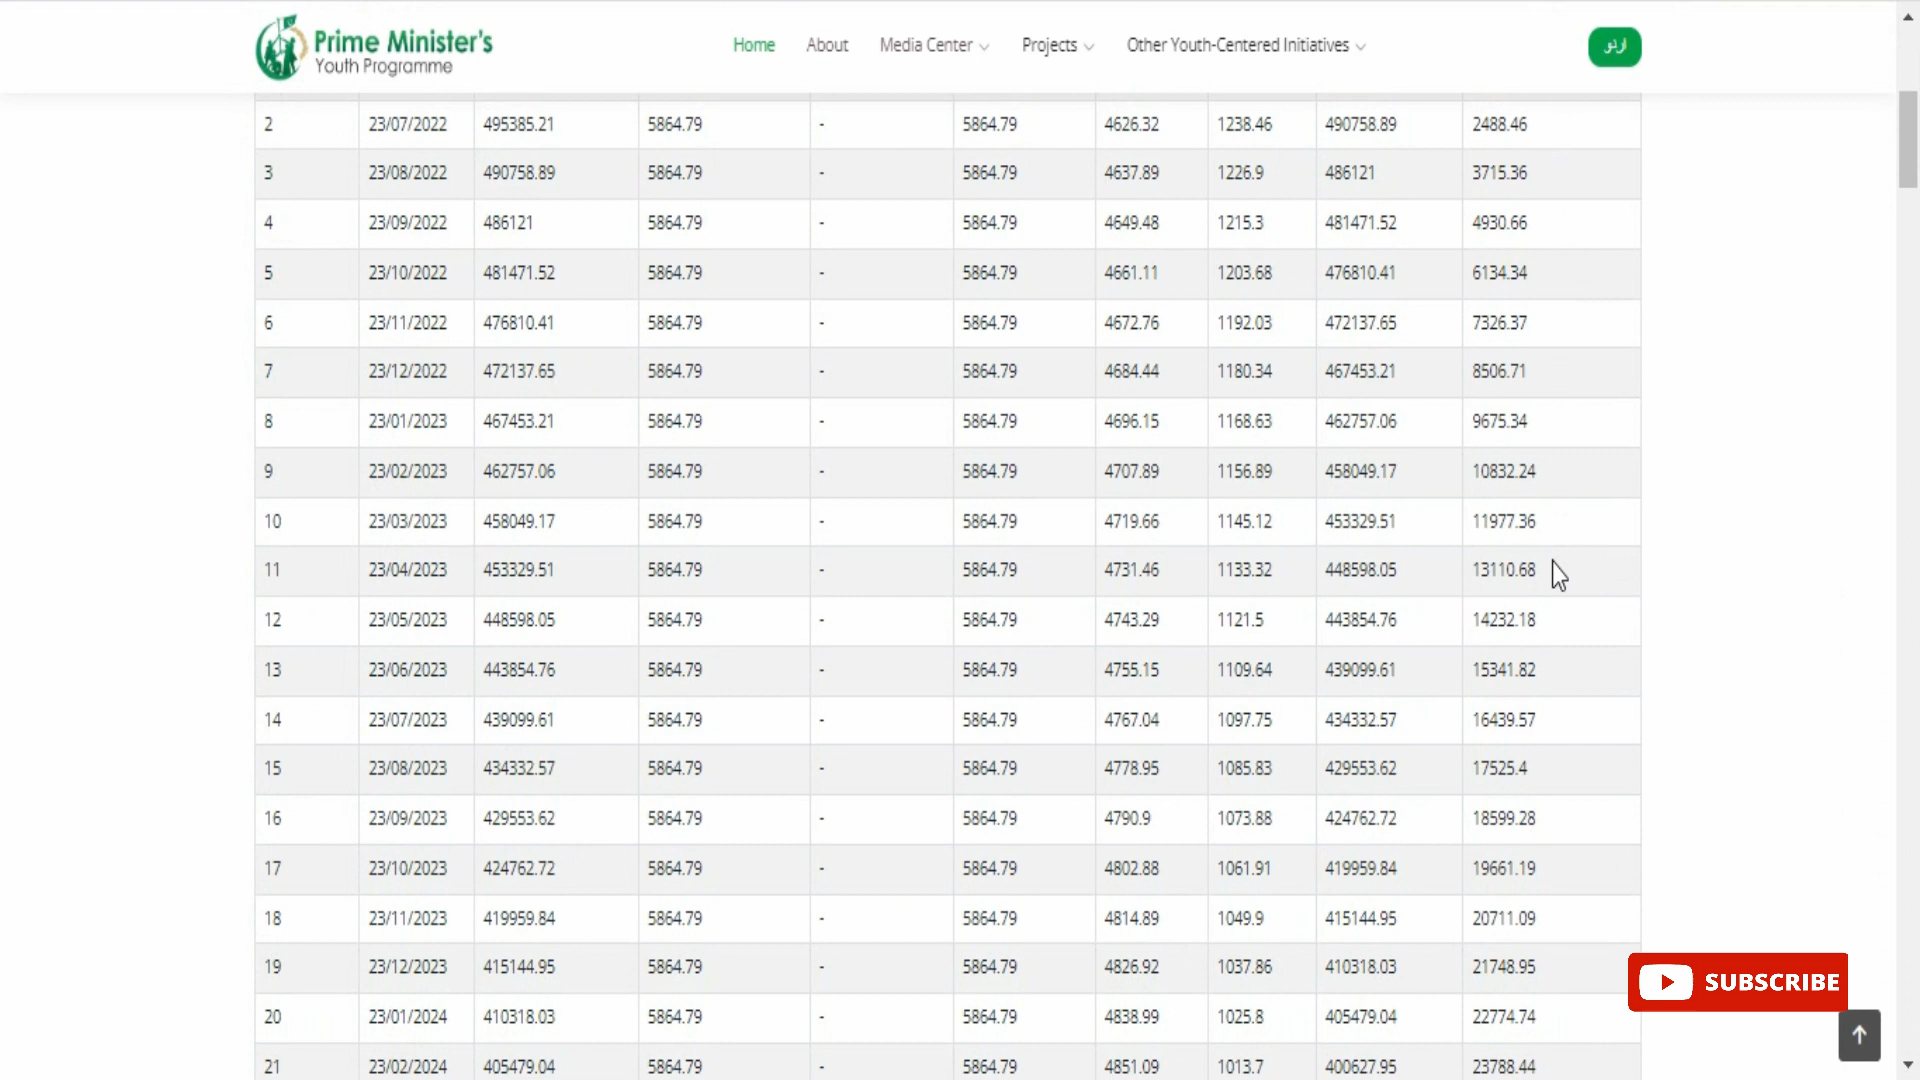 Prime Minister's
Youth Programme
Home About Media Center Projects Other Youth-Centered Initiatives اردو
2 23/07/2022 495385.21 5864.79 - 5864.79 4626.32 1238.46 490758.89 2488.46
3 23/08/2022 490758.89 5864.79 - 5864.79 4637.89 1226.9 486121 3715.36
4 23/09/2022 486121 5864.79 - 5864.79 4649.48 1215.3 481471.52 4930.66
5 23/10/2022 481471.52 5864.79 - 5864.79 4661.11 1203.68 476810.41 6134.34
6 23/11/2022 476810.41 5864.79 - 5864.79 4672.76 1192.03 472137.65 7326.37
7 23/12/2022 472137.65 5864.79 - 5864.79 4684.44 1180.34 467453.21 8506.71
8 23/01/2023 467453.21 5864.79 - 5864.79 4696.15 1168.63 462757.06 9675.34
9 23/02/2023 462757.06 5864.79 - 5864.79 4707.89 1156.89 458049.17 10832.24
10 23/03/2023 458049.17 5864.79 - 5864.79 4719.66 1145.12 453329.51 11977.36
11 23/04/2023 453329.51 5864.79 - 5864.79 4731.46 1133.32 448598.05 13110.68
12 23/05/2023 448598.05 5864.79 - 5864.79 4743.29 1121.5 443854.76 14232.18
13 23/06/2023 443854.76 5864.79 - 5864.79 4755.15 1109.64 439099.61 15341.82
14 23/07/2023 439099.61 5864.79 - 5864.79 4767.04 1097.75 434332.57 16439.57
15 23/08/2023 434332.57 5864.79 - 5864.79 4778.95 1085.83 429553.62 17525.4
16 23/09/2023 429553.62 5864.79 - 5864.79 4790.9 1073.88 424762.72 18599.28
17 23/10/2023 424762.72 5864.79 - 5864.79 4802.88 1061.91 419959.84 19661.19
18 23/11/2023 419959.84 5864.79 - 5864.79 4814.89 1049.9 415144.95 20711.09
19 23/12/2023 415144.95 5864.79 - 5864.79 4826.92 1037.86 410318.03 21748.95
20 23/01/2024 410318.03 5864.79 - 5864.79 4838.99 1025.8 405479.04 22774.74
21 23/02/2024 405479.04 5864.79 - 5864.79 4851.09 1013.7 400627.95 23788.44
SUBSCRIBE